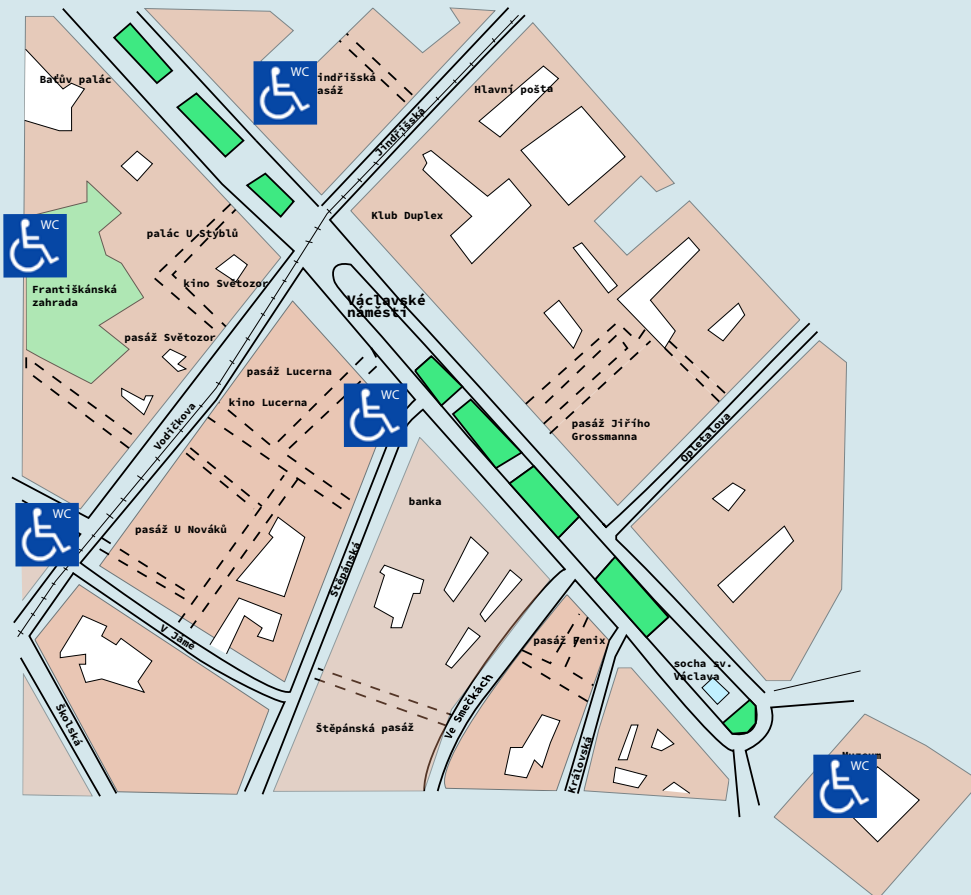 WC
indřišská
asáž
Baťův palác
Hlavní pošta
Jindřišská
Klub Duplex
WC
palác U Stýblů
kino Světozor
Františkánská
zahrada
Václavské
náměstí
pasáž Světozor
pasáž Lucerna
WC
kino Lucerna
Vodičkova
pasáž Jiřího
Grossmanna
Opletalova
banka
WC
pasáž U Nováků
Štěpánská
V Jámě
pasáž Fenix
socha sv.
Václava
Ve Smečkách
Školská
Štěpánská pasáž
Královská
Muzeum
WC